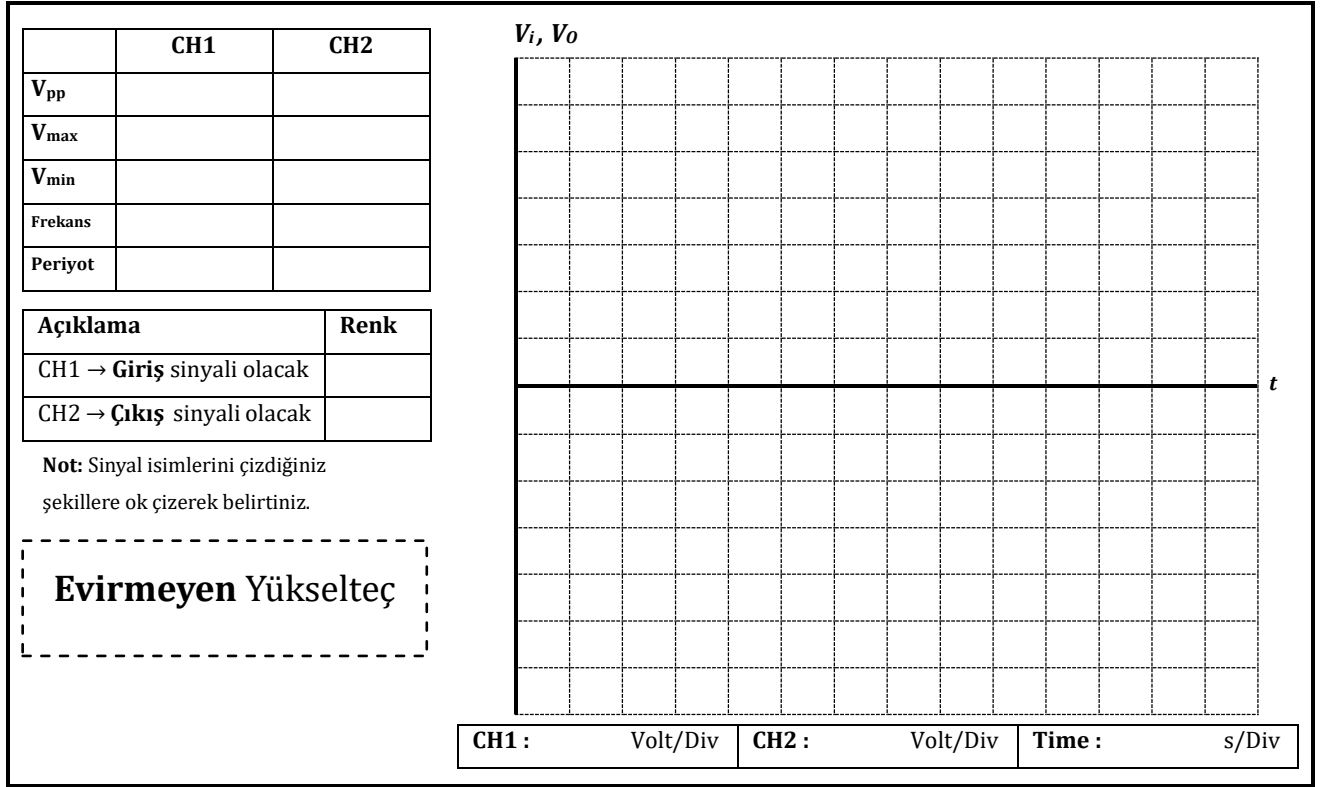 CH1 CH2
Vpp
Vmax
Vmin
Frekans
Periyot
Açıklama Renk
CH1 → Giriş sinyali olacak
CH2 → Çıkış sinyali olacak
Not: Sinyal isimlerini çizdiğiniz
şekillere ok çizerek belirtiniz.
Evirmeyen Yükselteç
Vi, VO
t
CH1 : Volt/Div CH2 : Volt/Div Time : s/Div